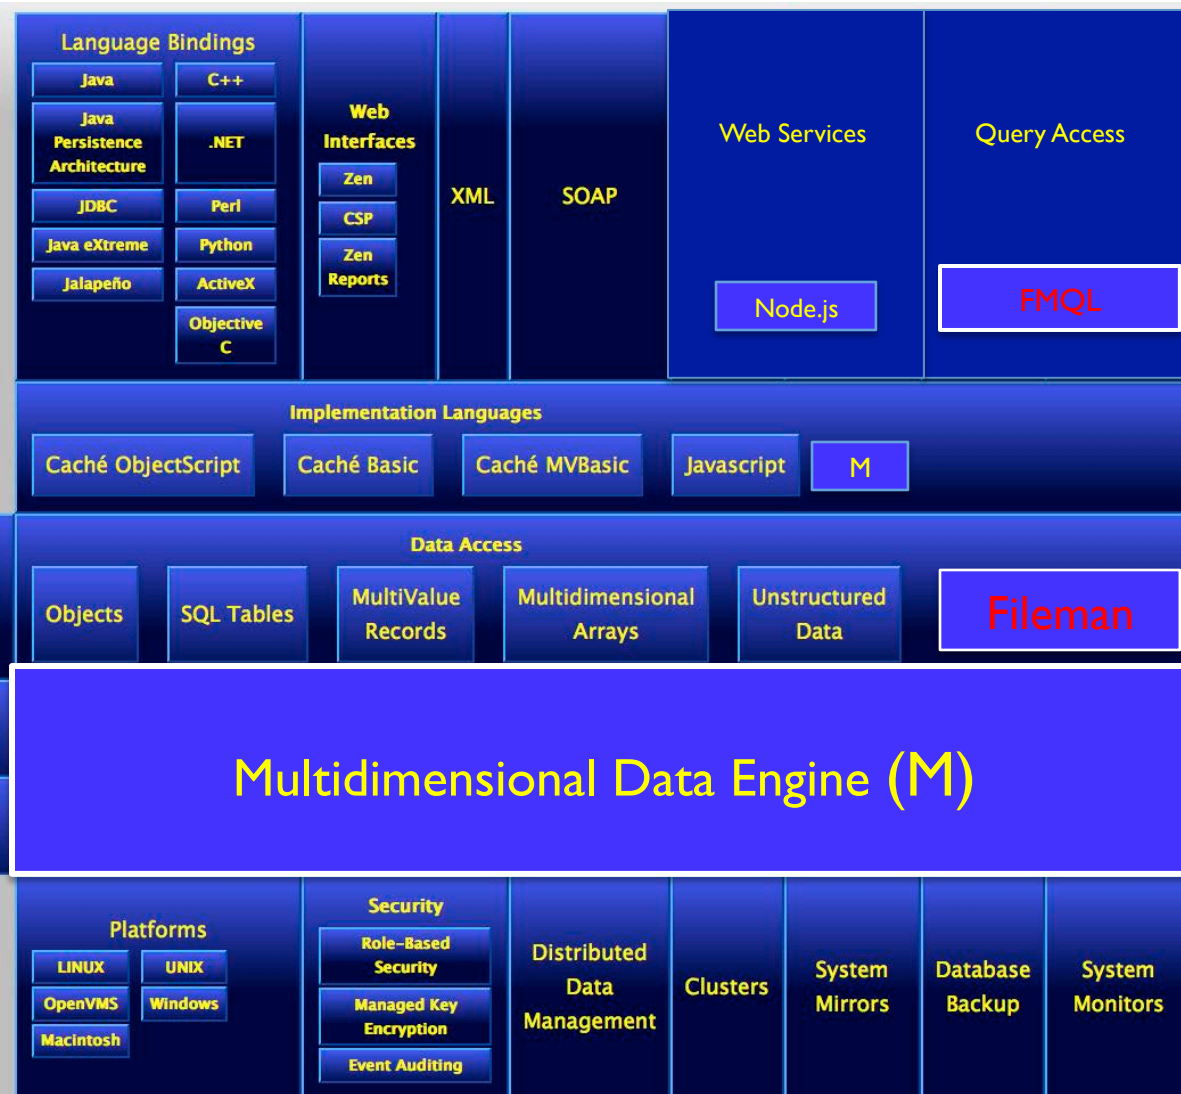 Language Bindings
Java
C++
Java
Persistence
Architecture
.NET
JDBC
Perl
Java eXtreme
Python
Jalapeño
ActiveX
Objective
C
Web
Interfaces
Zen
CSP
Zen
Reports
XML
SOAP
Web Services
Node.js
Query Access
FMQL
Implementation Languages
Caché ObjectScript
Caché Basic
Caché MVBasic
Javascript
M
Data Access
Objects
SQL Tables
MultiValue
Records
Multidimensional
Arrays
Unstructured
Data
Fileman
Multidimensional Data Engine (M)
Platforms
LINUX
UNIX
OpenVMS
Windows
Macintosh
Security
Role-Based
Security
Managed Key
Encryption
Event Auditing
Distributed
Data
Management
Clusters
System
Mirrors
Database
Backup
System
Monitors